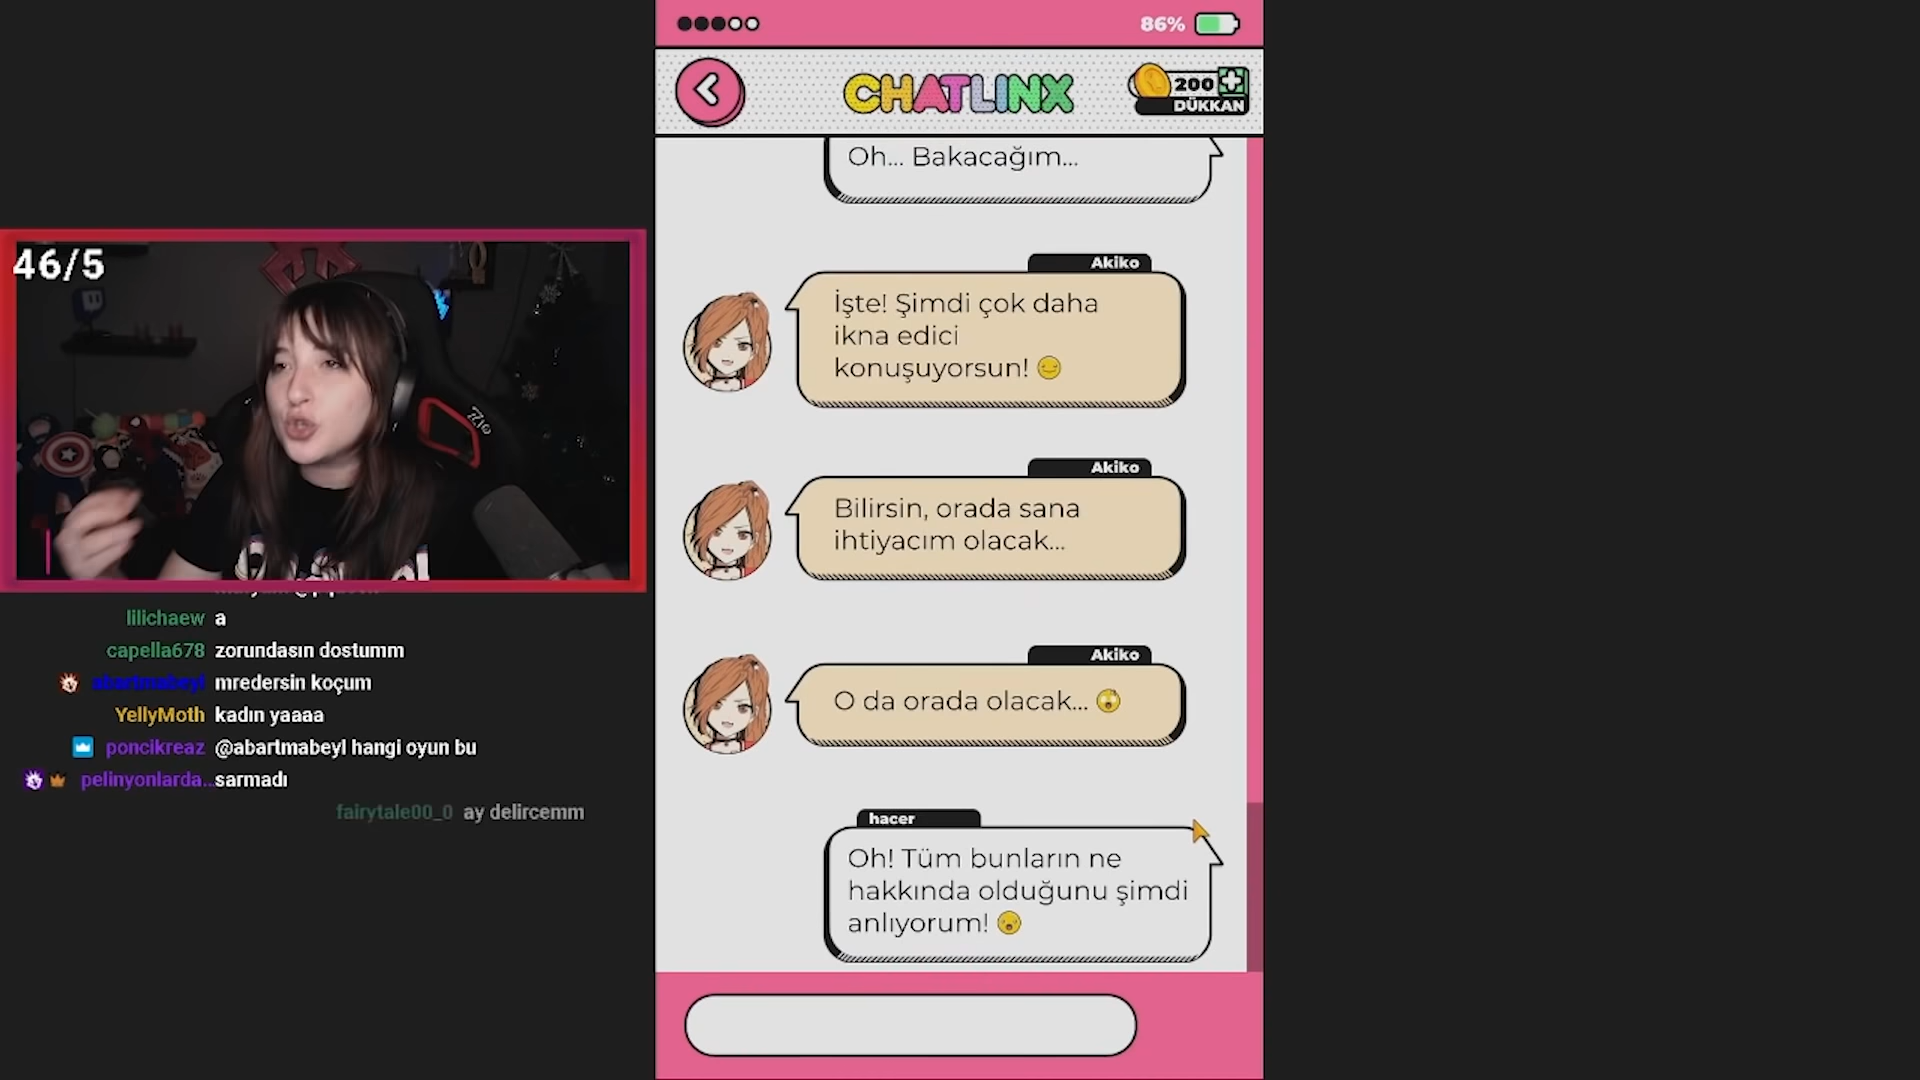 86%
CHATLINX
200
DÜKKAN
Oh... Bakacağım...
46/5
Akiko
İşte! Şimdi çok daha
ikna edici
konuşuyorsun!
Akiko
Bilirsin, orada sana
ihtiyacım olacak...
Akiko
O da orada olacak...
hacer
Oh! Tüm bunların ne
hakkında olduğunu şimdi
anlıyorum!
lilichaew a
capella678 zorundasın dostumm
abartmabeyl mredersin koçum
YellyMoth kadın yaaaa
poncikreaz @abartmabeyl hangi oyun bu
pelinyonlarda... sarmadı
fairytale00_0 ay delircemm